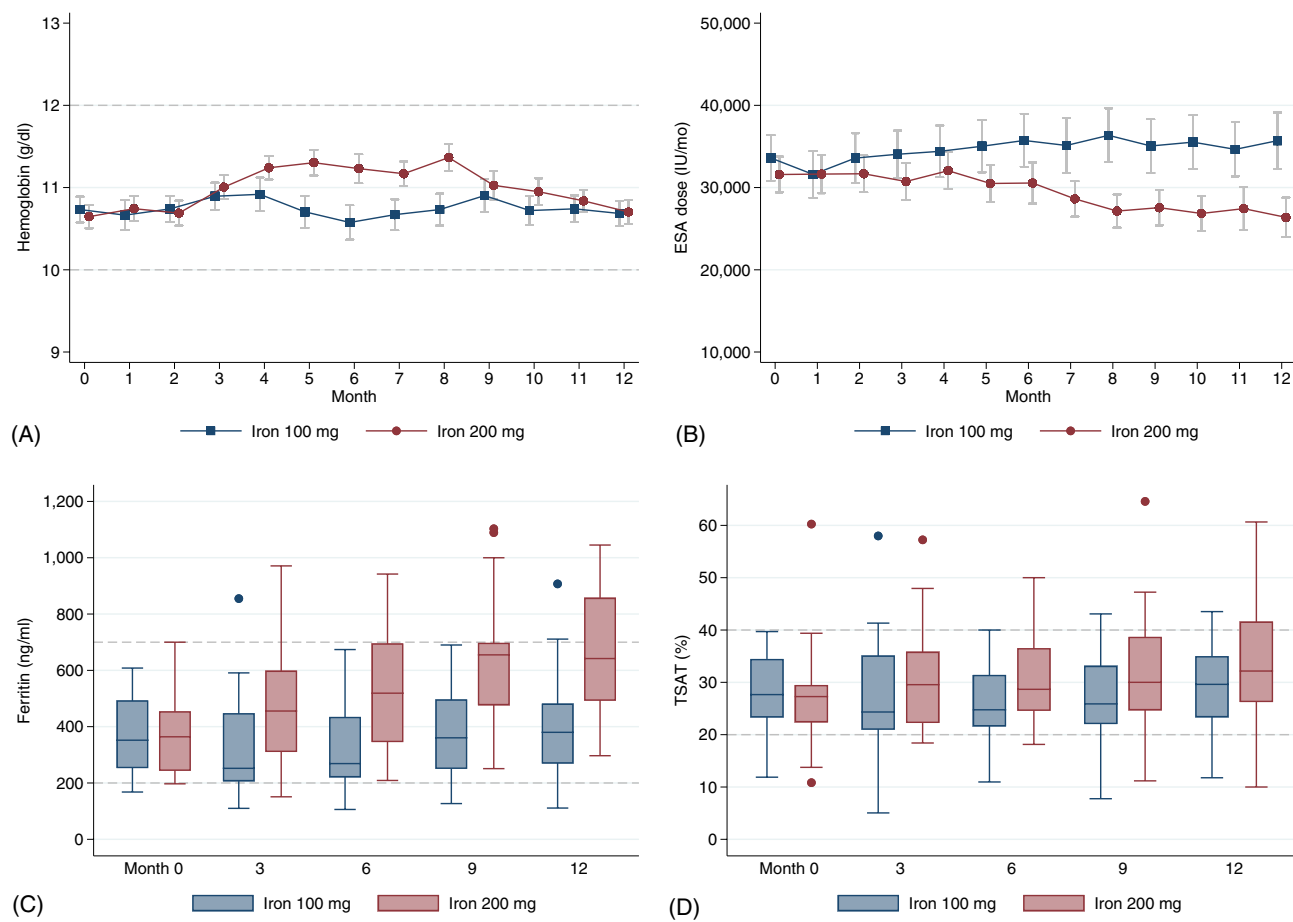 13
12
11
10
9
Hemoglobin (g/dl)
0 1 2 3 4 5 6 7 8 9 10 11 12
Month
(A)
Iron 100 mg Iron 200 mg
50,000
40,000
30,000
20,000
10,000
ESA dose (IU/mo)
0 1 2 3 4 5 6 7 8 9 10 11 12
Month
(B)
Iron 100 mg Iron 200 mg
1,200
1,000
800
600
400
200
0
Ferritin (ng/ml)
Month 0 3 6 9 12
(C)
Iron 100 mg Iron 200 mg
60
50
40
30
20
10
0
TSAT (%)
Month 0 3 6 9 12
(D)
Iron 100 mg Iron 200 mg